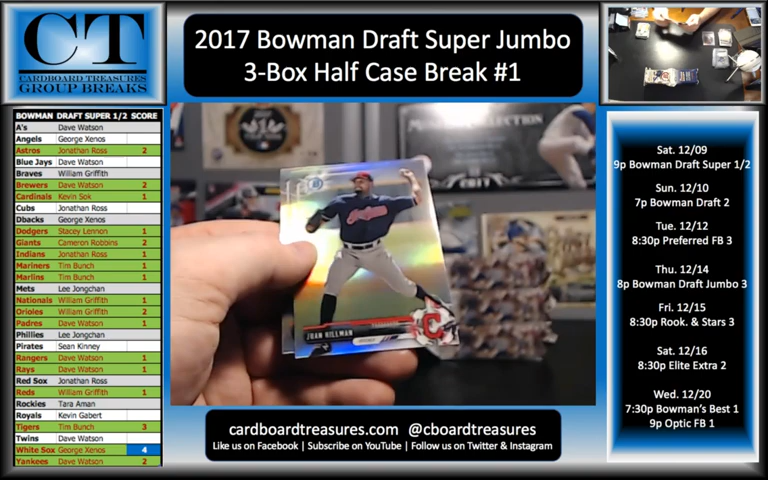 CT
CARDBOARD TREASURES
GROUP BREAKS
2017 Bowman Draft Super Jumbo
3-Box Half Case Break #1
BOWMAN DRAFT SUPER 1/2 SCORE
A's Dave Watson
Angels George Xenos
Astros Jonathan Ross 2
Blue Jays Dave Watson
Braves William Griffith
Brewers Dave Watson 2
Cardinals Kevin Sok 1
Cubs Jonathan Ross
Dbacks George Xenos
Dodgers Stacey Lennon 1
Giants Cameron Robbins 2
Indians Jonathan Ross 1
Mariners Tim Bunch 1
Marlins Tim Bunch 1
Mets Lee Jongchan
Nationals William Griffith 1
Orioles William Griffith 2
Padres Dave Watson 1
Phillies Lee Jongchan
Pirates Sean Kinney
Rangers Dave Watson 1
Rays Dave Watson 1
Red Sox Jonathan Ross
Reds William Griffith 1
Rockies Tara Aman
Royals Kevin Gabert
Tigers Tim Bunch 3
Twins Dave Watson
White Sox George Xenos 4
Yankees Dave Watson 2
Indians
JUAN HILLMAN
C
cardboardtreasures.com @cboardtreasures
Like us on Facebook | Subscribe on YouTube | Follow us on Twitter & Instagram
Sat. 12/09
9p Bowman Draft Super 1/2
Sun. 12/10
7p Bowman Draft 2
Tue. 12/12
8:30p Preferred FB 3
Thu. 12/14
8p Bowman Draft Jumbo 3
Fri. 12/15
8:30p Rook. & Stars 3
Sat. 12/16
8:30p Elite Extra 2
Wed. 12/20
7:30p Bowman's Best 1
9p Optic FB 1